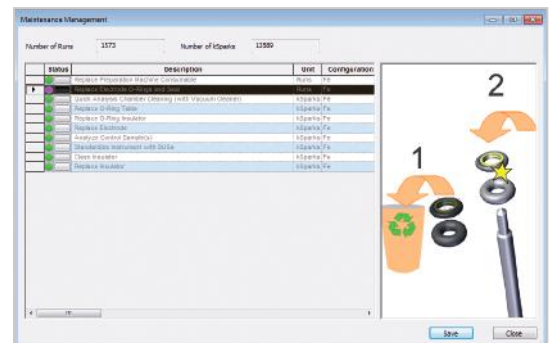 Maintenance Management
Number of Runs 1573 Number of kSparks 13589
Status Description Unit Configuration
Replace Preparation Machine Consumable Runs Fe
Replace Electrode O-Rings and Seal Runs Fe
Quick Analysis Chamber Cleaning (with Vacuum Cleaner) kSparks Fe
Replace O-Ring Table kSparks Fe
Replace O-Ring Insulator kSparks Fe
Replace Electrode kSparks Fe
Analyze Control Sample(s) kSparks Fe
Standardize Instrument with SUSs kSparks Fe
Clean Insulator kSparks Fe
Replace Insulator kSparks Fe
1
2
Save Close